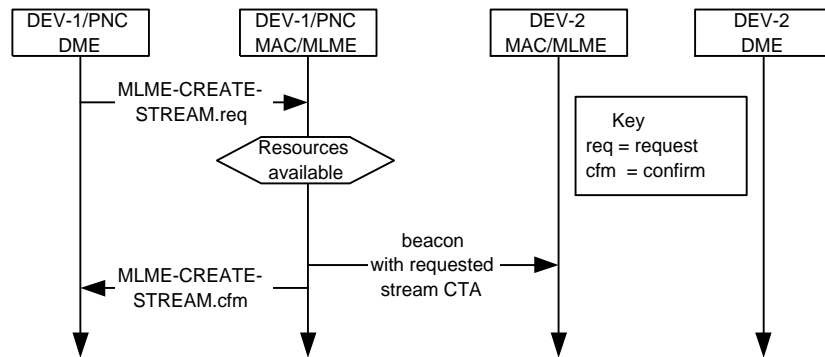 DEV-1/PNC
DME
DEV-1/PNC
MAC/MLME
DEV-2
MAC/MLME
DEV-2
DME
MLME-CREATE-
STREAM.req
Key
req = request
cfm = confirm
Resources
available
beacon
with requested
stream CTA
MLME-CREATE-
STREAM.cfm